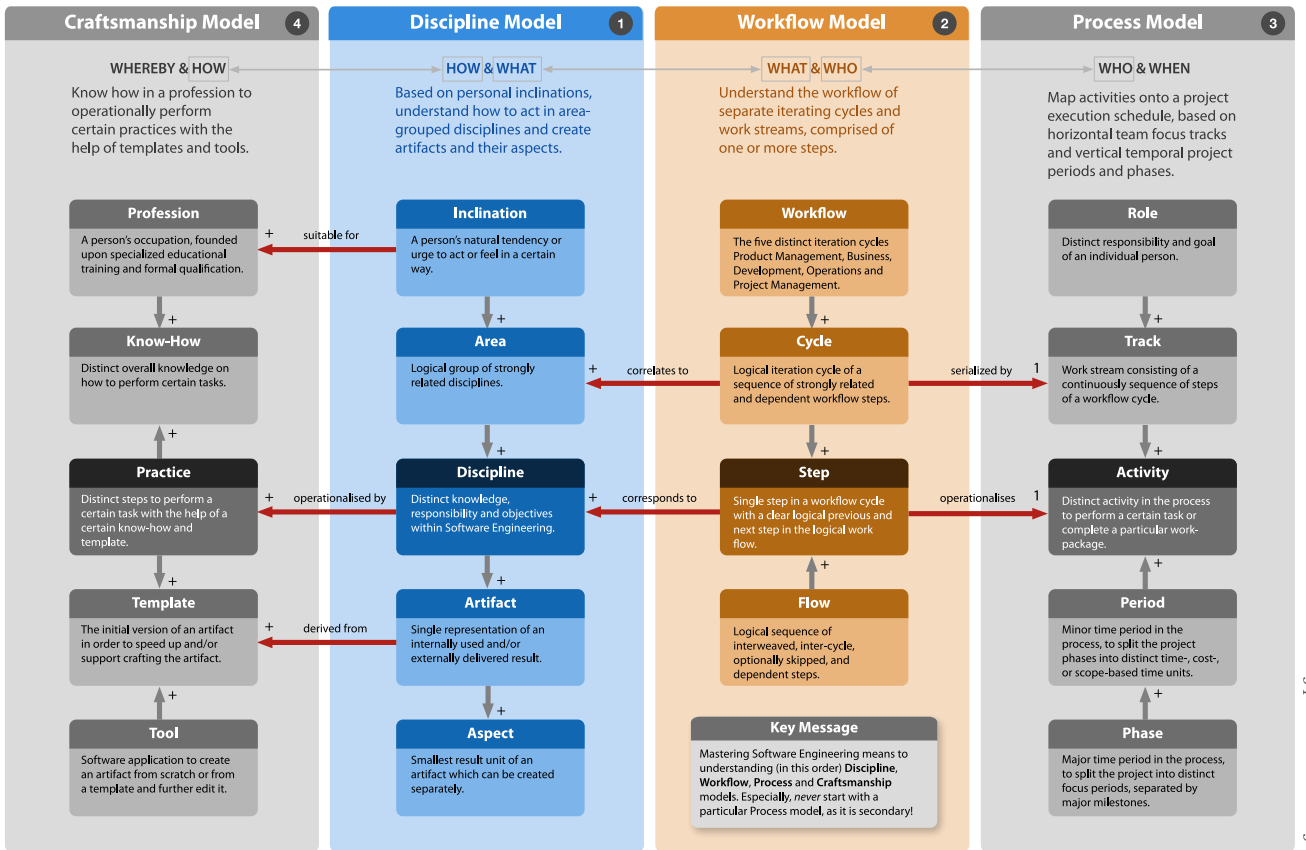 Craftsmanship Model 4
WHEREBY & HOW
Know how in a profession to
operationally perform
certain practices with the
help of templates and tools.
Profession
A person's occupation, founded
upon specialized educational
training and formal qualification.
+
Know-How
Distinct overall knowledge on
how to perform certain tasks.
+
Practice
Distinct steps to perform a
certain task with the help of a
certain know-how and
template.
+
Template
The initial version of an artifact
in order to speed up and/or
support crafting the artifact.
+
Tool
Software application to create
an artifact from scratch or from
a template and further edit it.
+ suitable for
+ operationalised by
+ derived from
Discipline Model 1
HOW & WHAT
Based on personal inclinations,
understand how to act in area-
grouped disciplines and create
artifacts and their aspects.
Inclination
A person's natural tendency or
urge to act or feel in a certain
way.
+
Area
Logical group of strongly
related disciplines.
+
Discipline
Distinct knowledge,
responsibility and objectives
within Software Engineering.
+
Artifact
Single representation of an
internally used and/or
externally delivered result.
+
Aspect
Smallest result unit of an
artifact which can be created
separately.
+ correlates to
+ corresponds to
Workflow Model 2
WHAT & WHO
Understand the workflow of
separate iterating cycles and
work streams, comprised of
one or more steps.
Workflow
The five distinct iteration cycles
Product Management, Business,
Development, Operations and
Project Management.
+
Cycle
Logical iteration cycle of a
sequence of strongly related
and dependent workflow steps.
+
Step
Single step in a workflow cycle
with a clear logical previous and
next step in the logical work
flow.
+
Flow
Logical sequence of
interweaved, inter-cycle,
optionally skipped, and
dependent steps.
Key Message
Mastering Software Engineering means to
understanding (in this order) Discipline,
Workflow, Process and Craftsmanship
models. Especially, never start with a
particular Process model, as it is secondary!
serialized by 1
operationalises 1
Process Model 3
WHO & WHEN
Map activities onto a project
execution schedule, based on
horizontal team focus tracks
and vertical temporal project
periods and phases.
Role
Distinct responsibility and goal
of an individual person.
+
Track
Work stream consisting of a
continuously sequence of steps
of a workflow cycle.
+
Activity
Distinct activity in the process
to perform a certain task or
complete a particular work-
package.
+
Period
Minor time period in the
process, to split the project
phases into distinct time-, cost-,
or scope-based time units.
+
Phase
Major time period in the process,
to split the project into distinct
focus periods, separated by
major milestones.